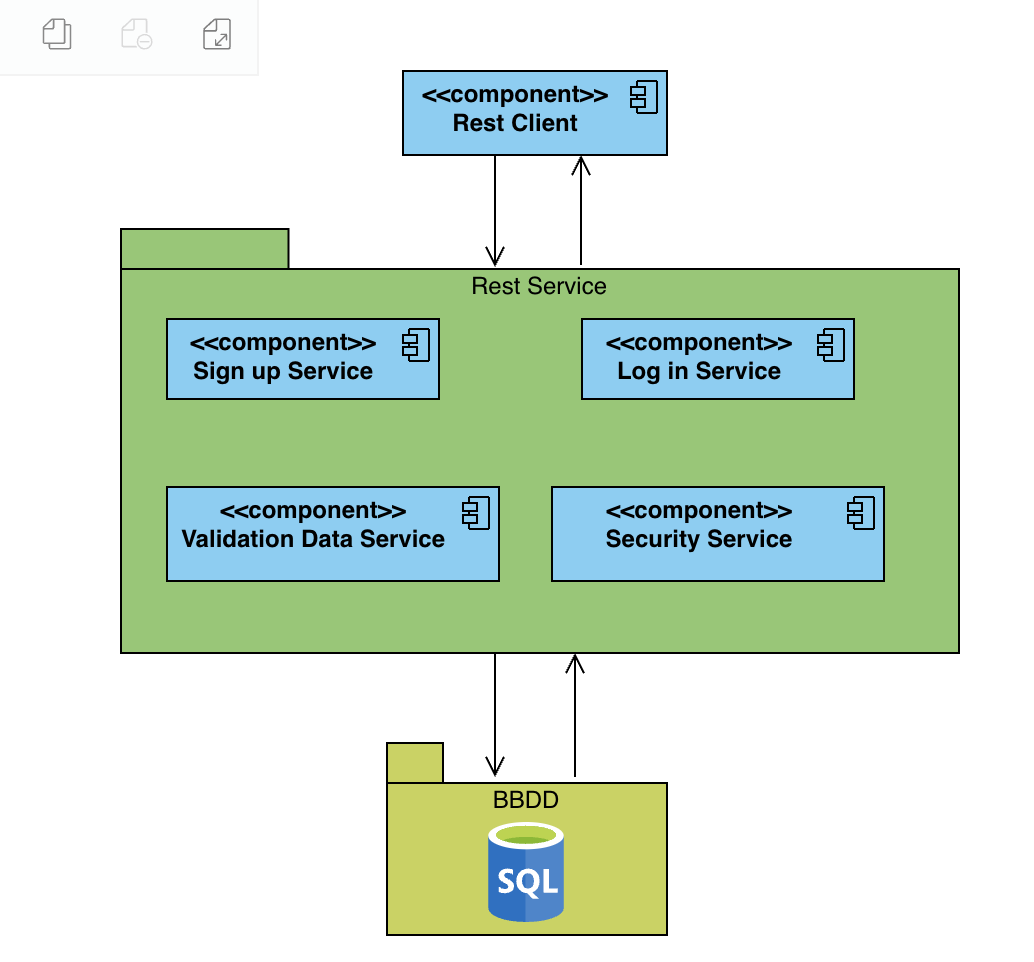 <<component>>
Rest Client
Rest Service
<<component>>
Sign up Service
<<component>>
Log in Service
<<component>>
Validation Data Service
<<component>>
Security Service
BBDD
SQL